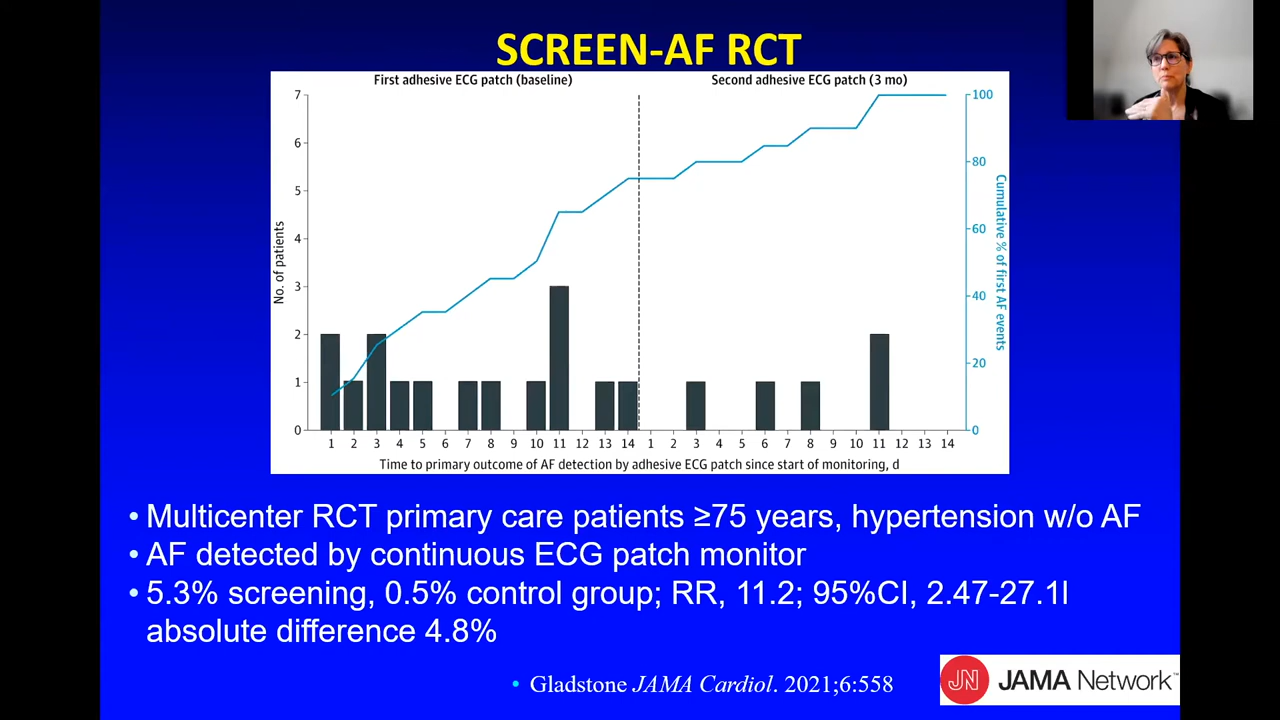 SCREEN-AF RCT
First adhesive ECG patch (baseline)
Second adhesive ECG patch (3 mo)
7
6
5
4
3
2
1
0
No. of patients
100
80
60
40
20
0
Cumulative % of first AF events
1 2 3 4 5 6 7 8 9 10 11 12 13 14 1 2 3 4 5 6 7 8 9 10 11 12 13 14
Time to primary outcome of AF detection by adhesive ECG patch since start of monitoring, d
• Multicenter RCT primary care patients ≥75 years, hypertension w/o AF
• AF detected by continuous ECG patch monitor
• 5.3% screening, 0.5% control group; RR, 11.2; 95%CI, 2.47-27.1l
absolute difference 4.8%
• Gladstone JAMA Cardiol. 2021;6:558
JN JAMA Network™